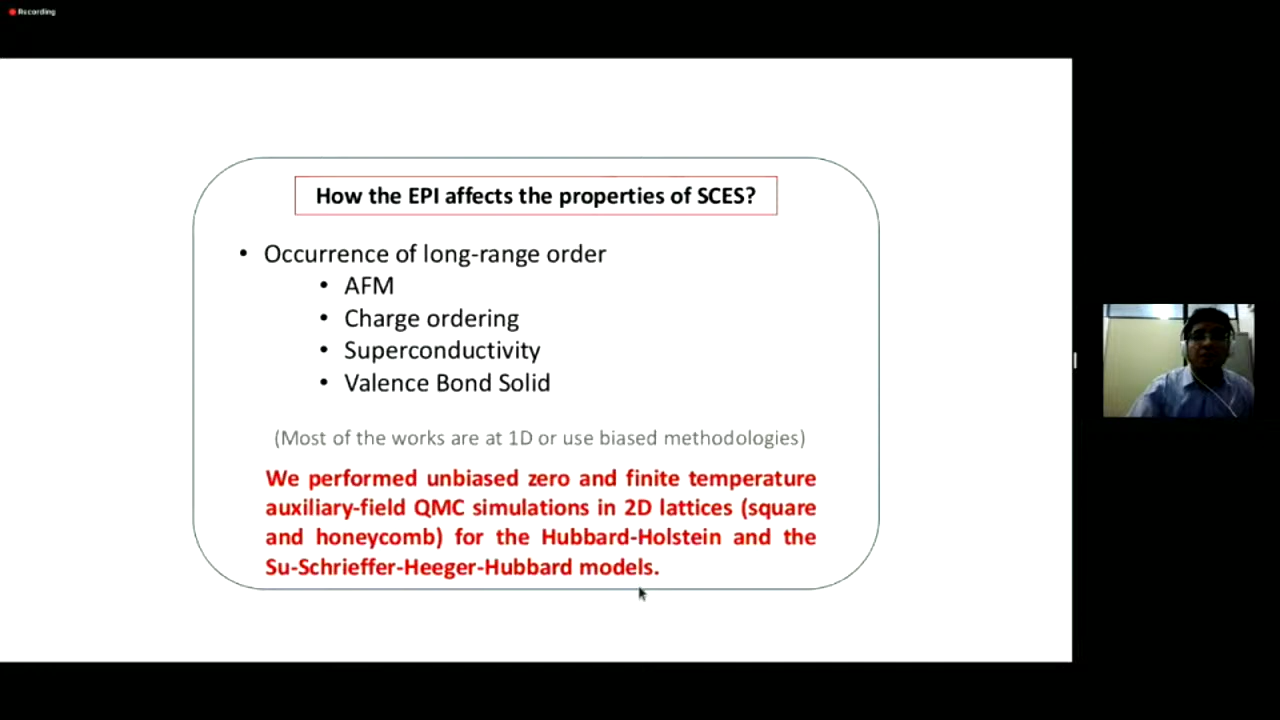 Recording
How the EPI affects the properties of SCES?
• Occurrence of long-range order
• AFM
• Charge ordering
• Superconductivity
• Valence Bond Solid
(Most of the works are at 1D or use biased methodologies)
We performed unbiased zero and finite temperature
auxiliary-field QMC simulations in 2D lattices (square
and honeycomb) for the Hubbard-Holstein and the
Su-Schrieffer-Heeger-Hubbard models.